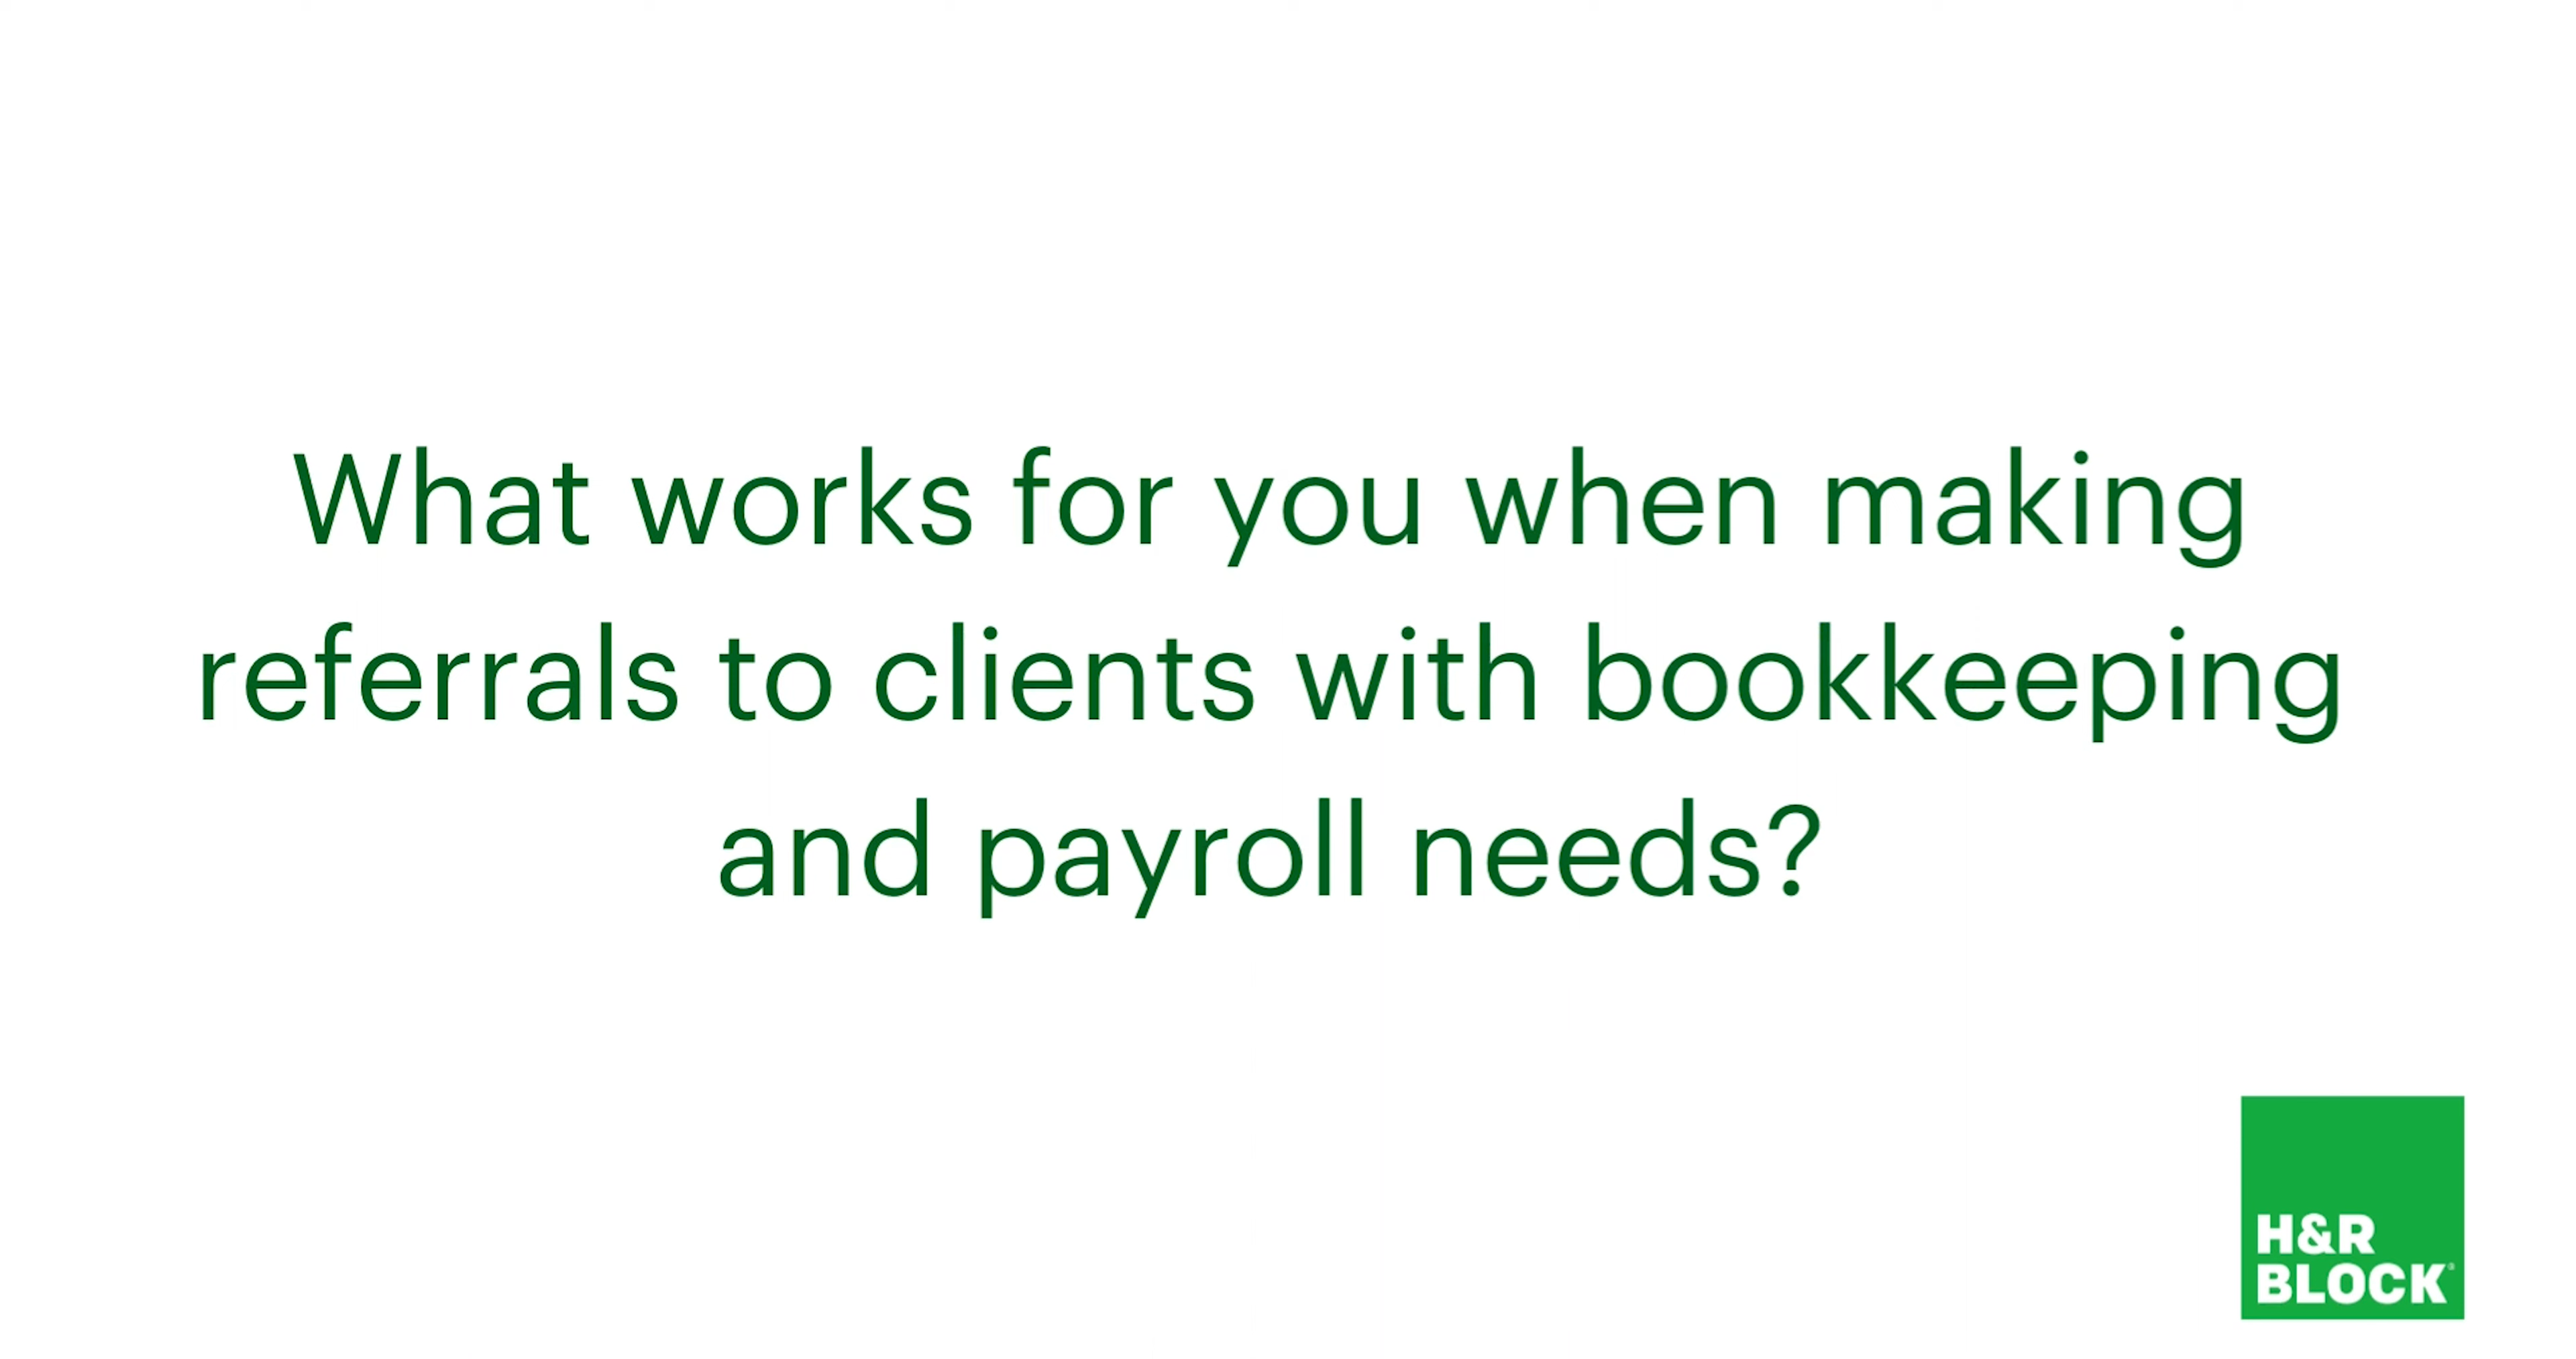 What works for you when making
referrals to clients with bookkeeping
and payroll needs?
H&R
BLOCK®